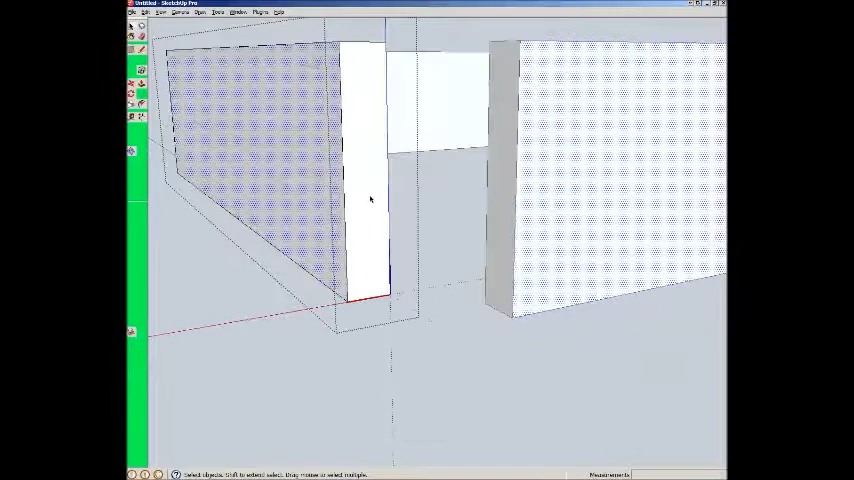 Untitled - SketchUp Pro
File Edit View Camera Draw Tools Window Plugins Help
Select objects. Shift to extend select. Drag mouse to select multiple.
Measurements